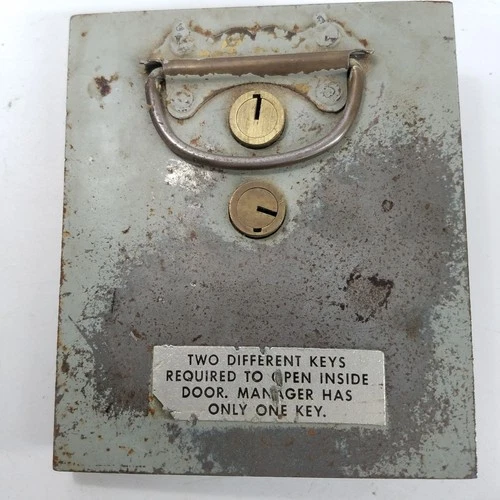 TWO DIFFERENT KEYS
REQUIRED TO OPEN INSIDE
DOOR. MANAGER HAS
ONLY ONE KEY.